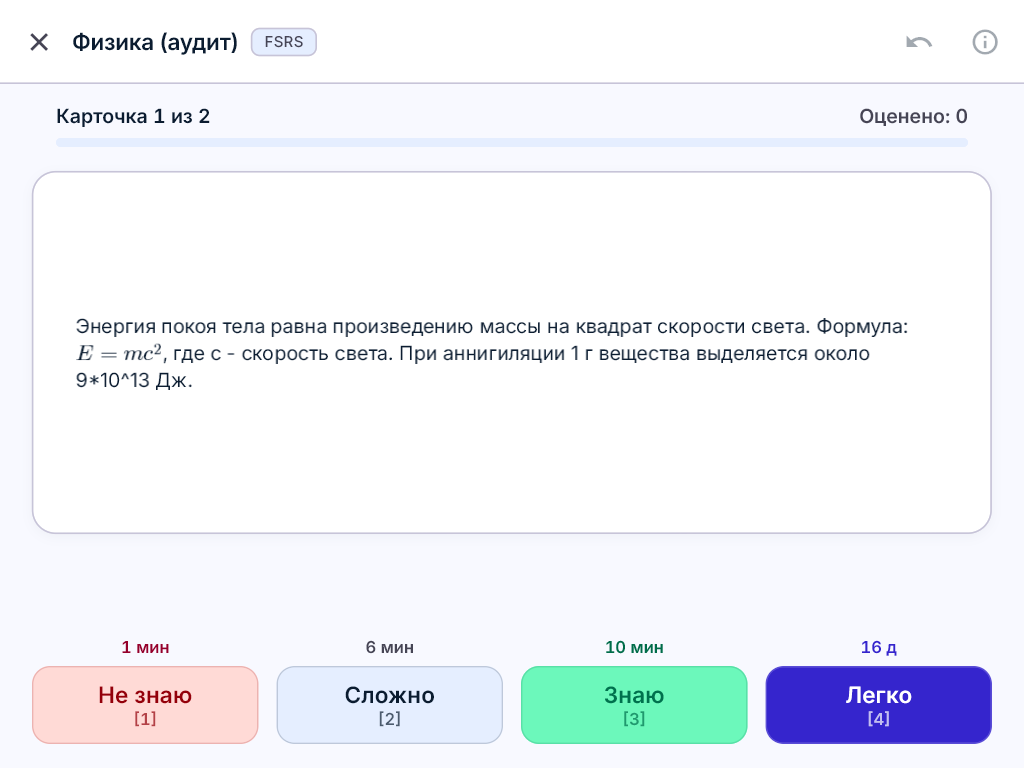 Физика (аудит) FSRS
Карточка 1 из 2
Оценено: 0
Энергия покоя тела равна произведению массы на квадрат скорости света. Формула:
E = mc², где c - скорость света. При аннигиляции 1 г вещества выделяется около
9*10^13 Дж.
1 мин
6 мин
10 мин
16 д
Не знаю
[1]
Сложно
[2]
Знаю
[3]
Легко
[4]